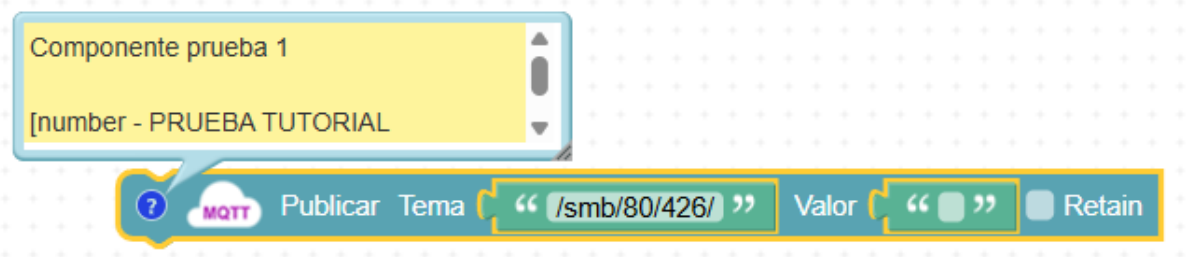 Componente prueba 1
[number - PRUEBA TUTORIAL
? MQTT Publicar Tema “ /smb/80/426/ ” Valor “ ” Retain